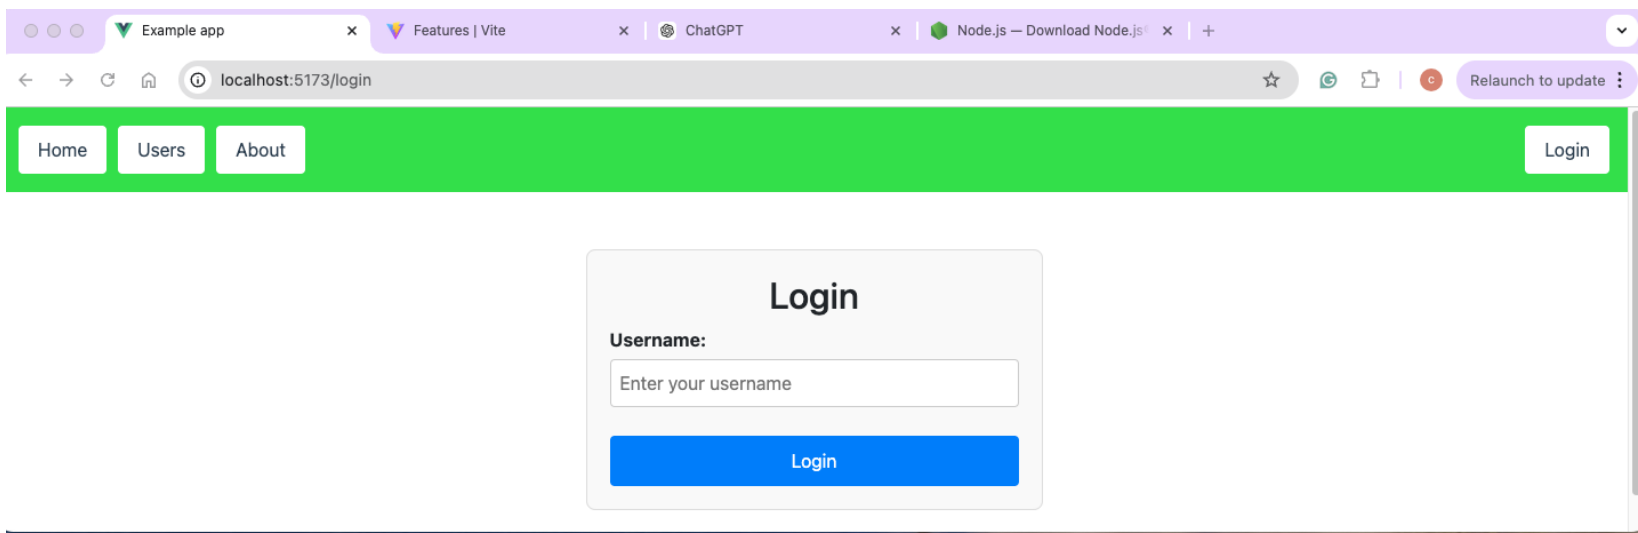 Example app
Features | Vite
ChatGPT
Node.js — Download Node.js
localhost:5173/login
C
Relaunch to update
Home
Users
About
Login
Login
Username:
Enter your username
Login